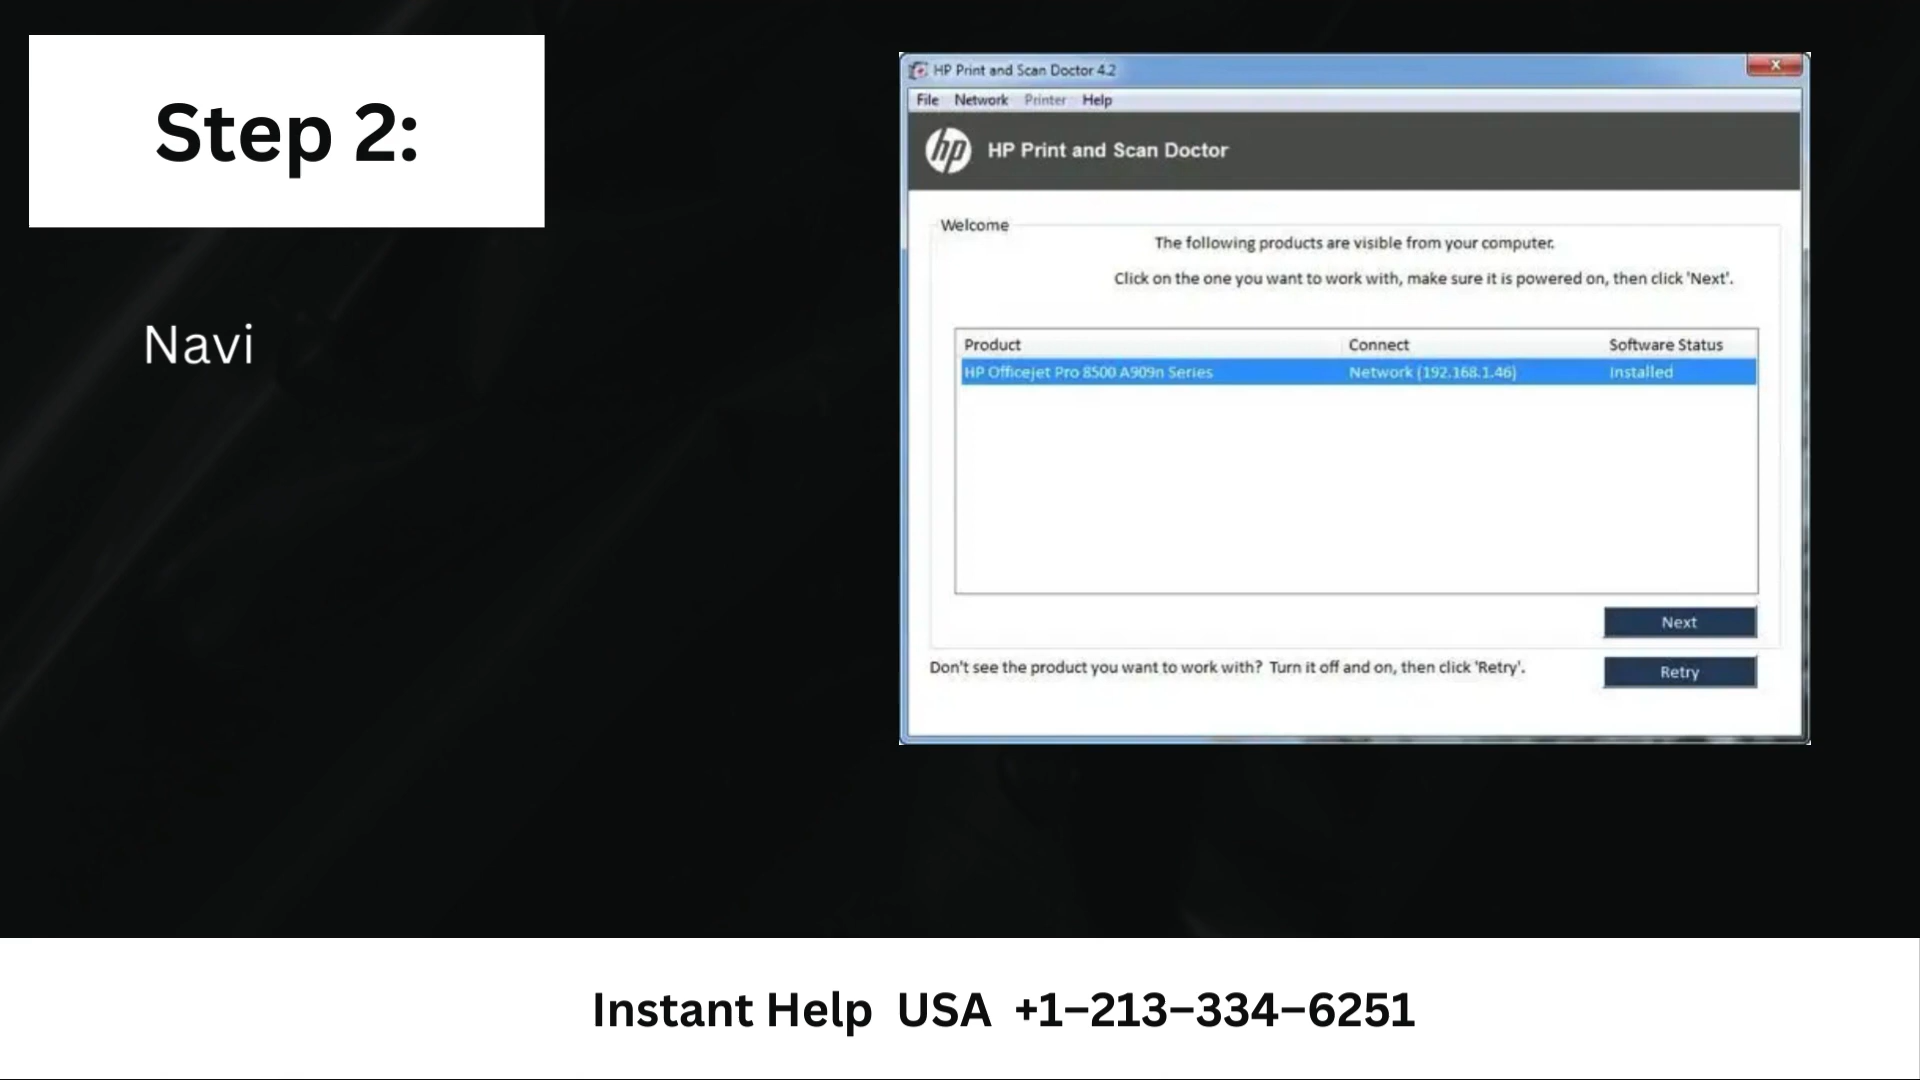 Step 2:
Navi
HP Print and Scan Doctor 4.2
x
File Network Printer Help
hp HP Print and Scan Doctor
Welcome
The following products are visible from your computer.
Click on the one you want to work with, make sure it is powered on, then click 'Next'.
Product Connect Software Status
HP Officejet Pro 8500 A909n Series Network (192.168.1.46) Installed
Next
Don't see the product you want to work with? Turn it off and on, then click 'Retry'.
Retry
Instant Help USA +1–213–334–6251